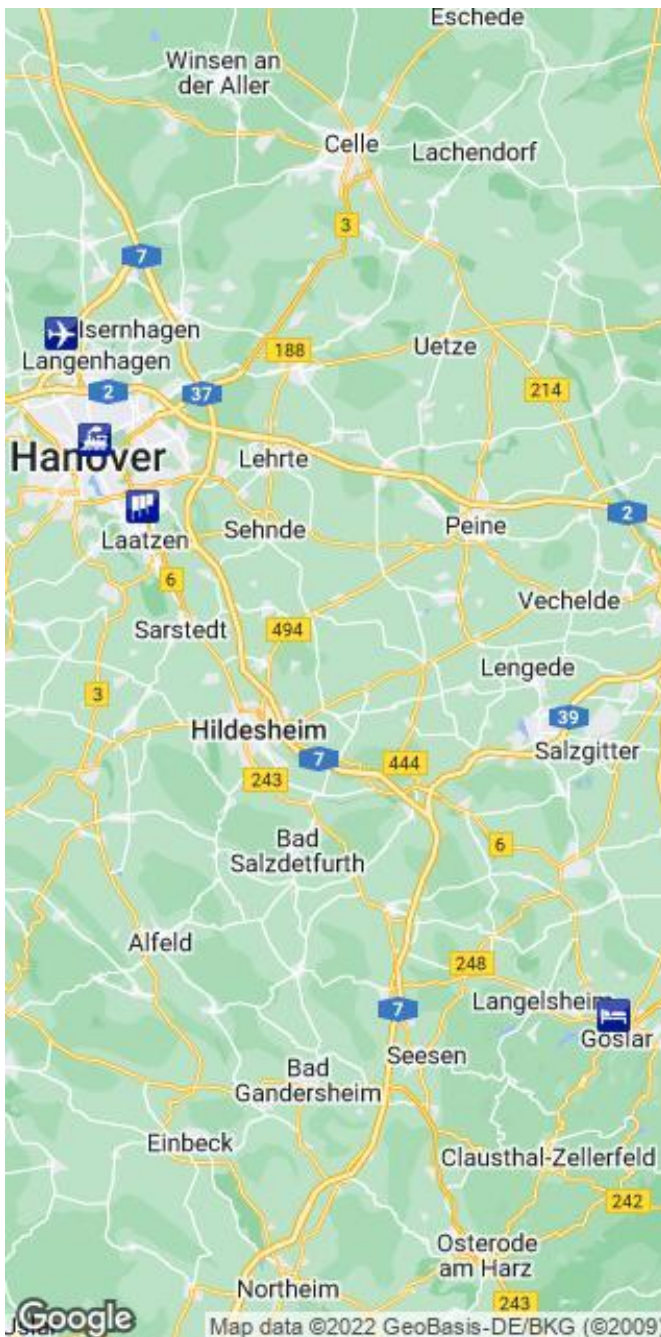 Eschede
Winsen an
der Aller
Celle
Lachendorf
3
7
Isernhagen
Langenhagen
188
Uetze
2
37
214
Hanover
Lehrte
2
Sehnde
Peine
Laatzen
6
Vechelde
Sarstedt
494
Lengede
3
39
Hildesheim
Salzgitter
7
444
243
Bad
Salzdetfurth
6
Alfeld
248
Langelsheim
7
Goslar
Seesen
Bad
Gandersheim
Einbeck
Clausthal-Zellerfeld
242
Osterode
am Harz
Northeim
243
Google
Map data ©2022 GeoBasis-DE/BKG (©2009